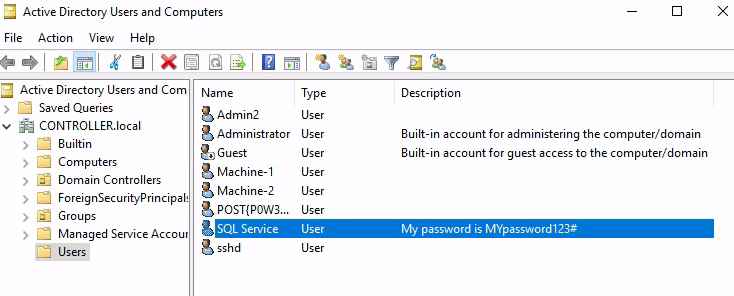 Active Directory Users and Computers
File Action View Help
Active Directory Users and Com
Saved Queries
CONTROLLER.local
Builtin
Computers
Domain Controllers
ForeignSecurityPrincipals
Groups
Managed Service Accour
Users
Name Type Description
Admin2 User
Administrator User Built-in account for administering the computer/domain
Guest User Built-in account for guest access to the computer/domain
Machine-1 User
Machine-2 User
POST{P0W3... User
SQL Service User My password is MYpassword123#
sshd User